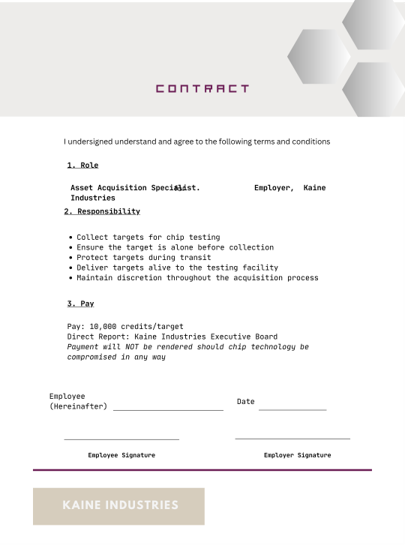 CONTRACT
I undersigned understand and agree to the following terms and conditions
1. Role
Asset Acquisition Specialist. Employer, Kaine
Industries
2. Responsibility
• Collect targets for chip testing
• Ensure the target is alone before collection
• Protect targets during transit
• Deliver targets alive to the testing facility
• Maintain discretion throughout the acquisition process
3. Pay
Pay: 10,000 credits/target
Direct Report: Kaine Industries Executive Board
Payment will NOT be rendered should chip technology be
compromised in any way
Employee
(Hereinafter)
Date
Employee Signature Employer Signature
KAINE INDUSTRIES